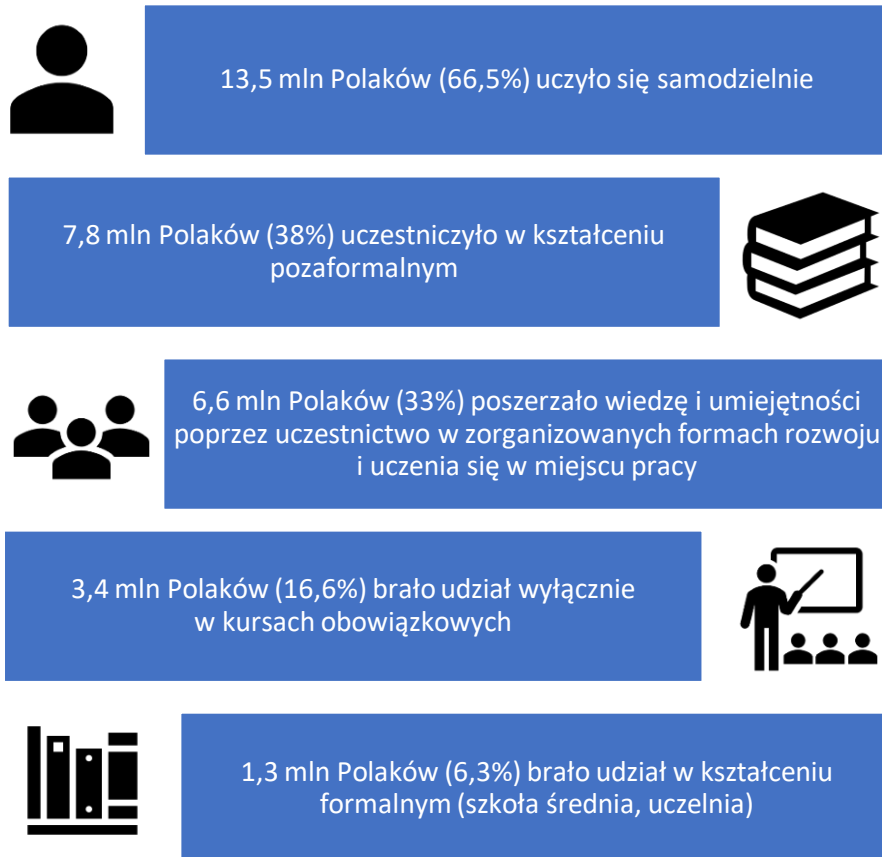 13,5 mln Polaków (66,5%) uczyło się samodzielnie
7,8 mln Polaków (38%) uczestniczyło w kształceniu
pozaformalnym
6,6 mln Polaków (33%) poszerzało wiedzę i umiejętności
poprzez uczestnictwo w zorganizowanych formach rozwoju
i uczenia się w miejscu pracy
3,4 mln Polaków (16,6%) brało udział wyłącznie
w kursach obowiązkowych
1,3 mln Polaków (6,3%) brało udział w kształceniu
formalnym (szkoła średnia, uczelnia)